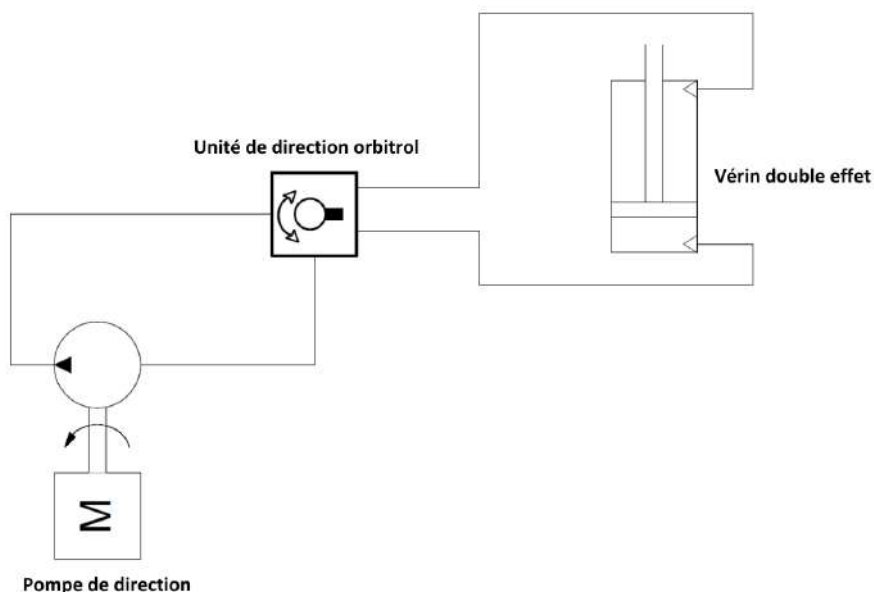 Unité de direction orbitrol
Vérin double effet
M
Pompe de direction